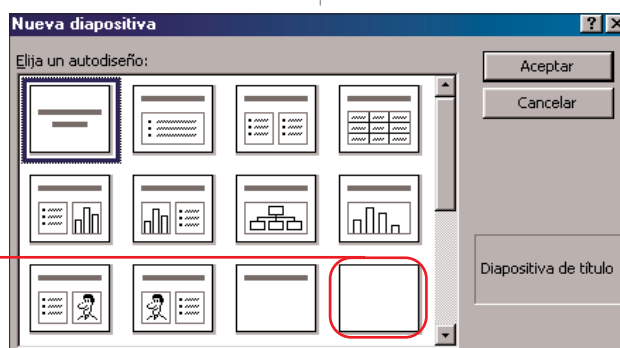 Nueva diapositiva
Elija un autodiseño:
Aceptar
Cancelar
Diapositiva de título